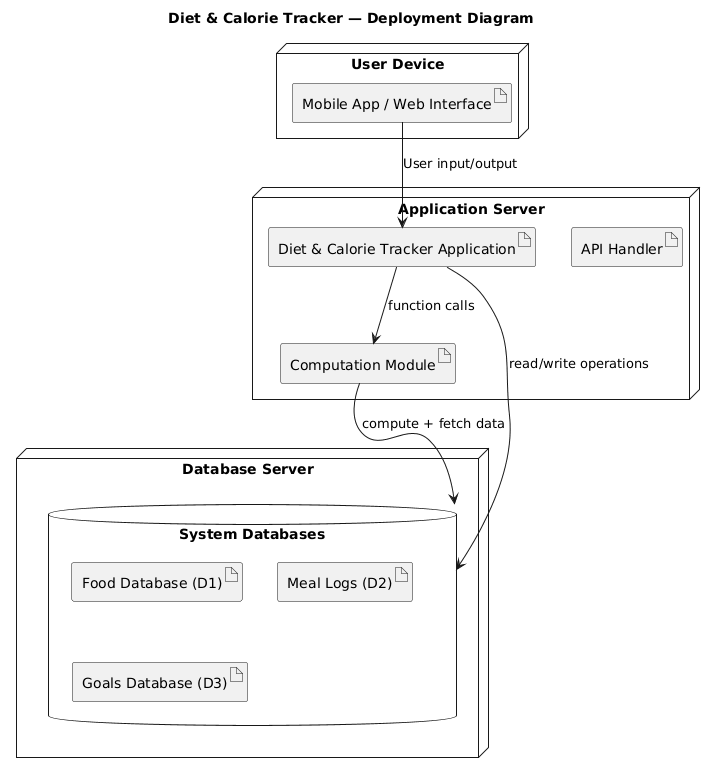 Diet & Calorie Tracker — Deployment Diagram
User Device
Mobile App / Web Interface
User input/output
Application Server
Diet & Calorie Tracker Application
API Handler
function calls
Computation Module
read/write operations
compute + fetch data
Database Server
System Databases
Food Database (D1)
Meal Logs (D2)
Goals Database (D3)